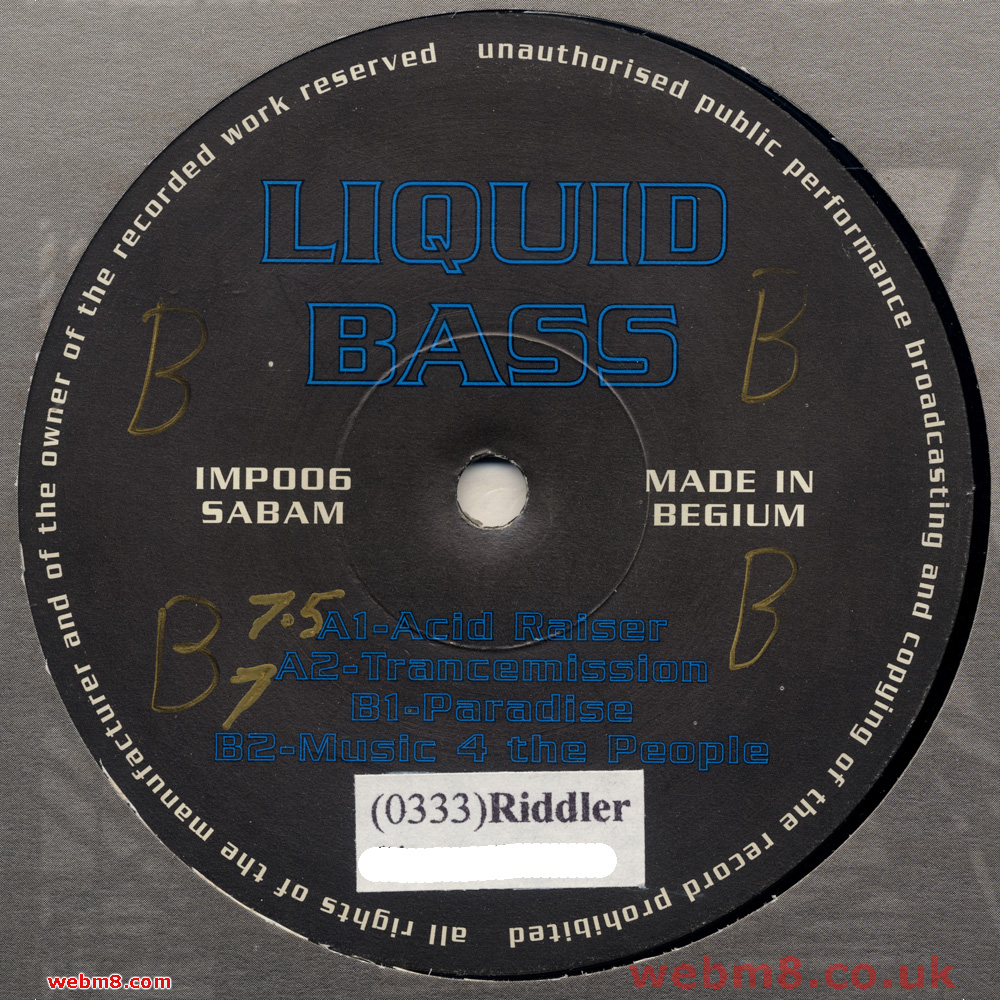 all rights of the manufacturer and of the owner of the recorded work reserved
unauthorised public performance broadcasting and copying of the record prohibited
LIQUID
BASS
B
B
IMP006
SABAM
MADE IN
BEGIUM
B
B
7.5
A1-Acid Raiser
7
A2-Trancemission
B1-Paradise
B2-Music 4 the People
(0333)Riddler
webm8.com
webm8.co.uk